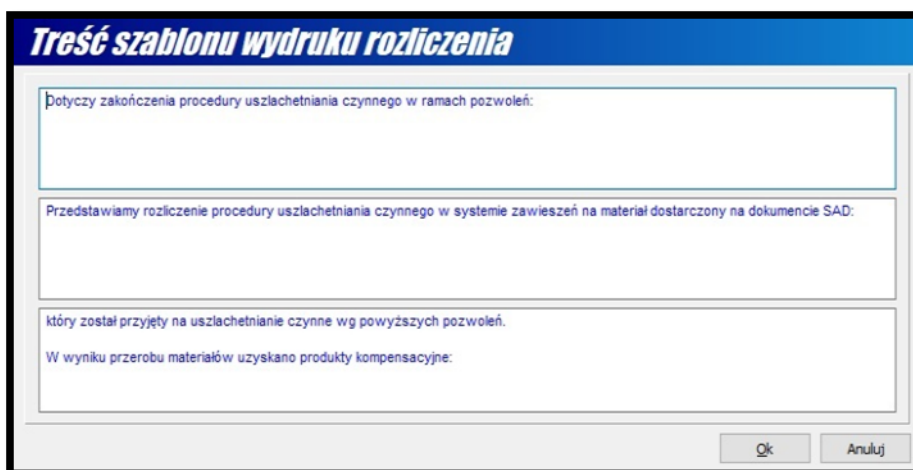 Treść szablonu wydruku rozliczenia
Dotyczy zakończenia procedury uszlachetniania czynnego w ramach pozwoleń:
Przedstawiamy rozliczenie procedury uszlachetniania czynnego w systemie zawieszeń na materiał dostarczony na dokumencie SAD:
który został przyjęty na uszlachetnianie czynne wg powyższych pozwoleń.
W wyniku przerobu materiałów uzyskano produkty kompensacyjne:
Ok
Anuluj